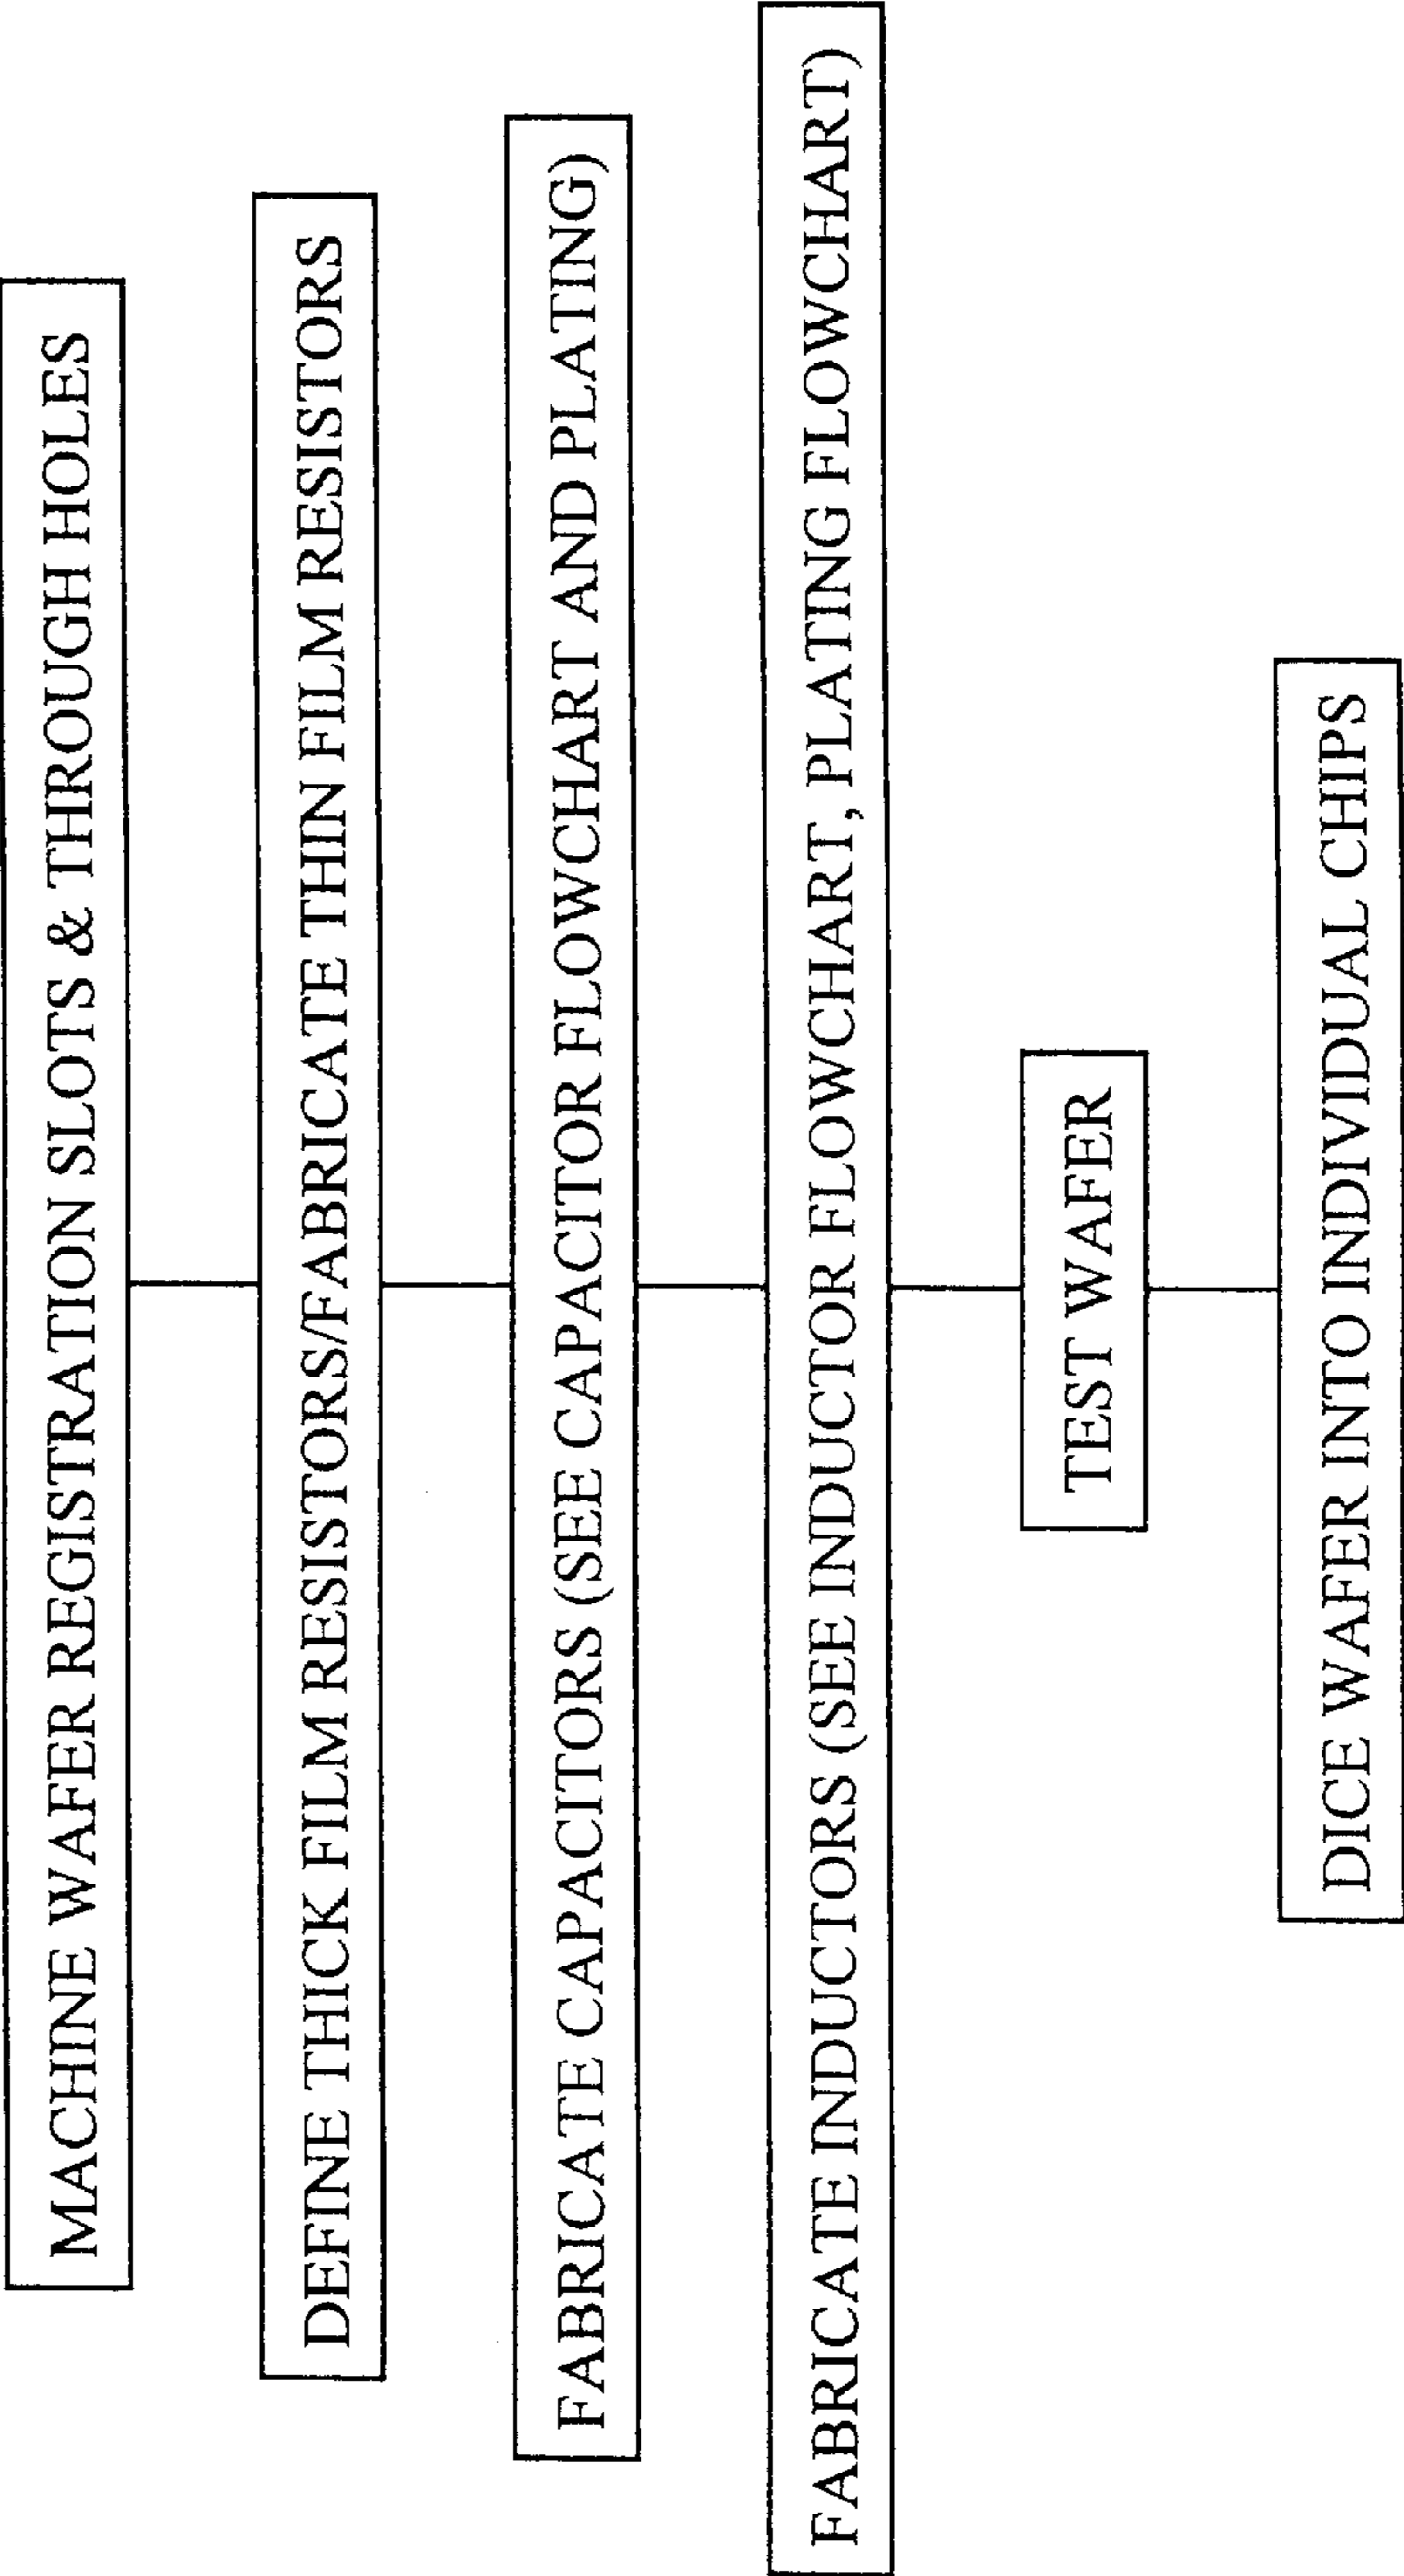 MACHINE WAFER REGISTRATION SLOTS & THROUGH HOLES
DEFINE THICK FILM RESISTORS/FABRICATE THIN FILM RESISTORS
FABRICATE CAPACITORS (SEE CAPACITOR FLOWCHART AND PLATING)
FABRICATE INDUCTORS (SEE INDUCTOR FLOWCHART, PLATING FLOWCHART)
TEST WAFER
DICE WAFER INTO INDIVIDUAL CHIPS